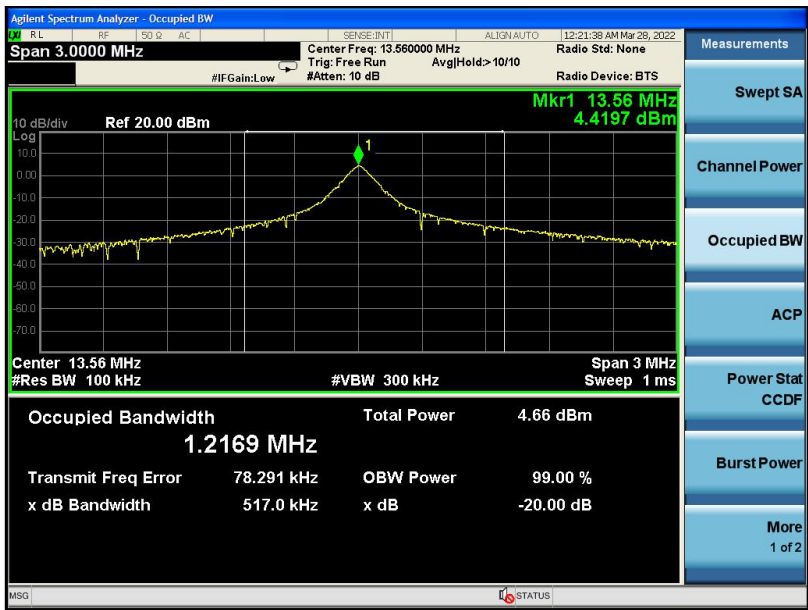 Agilent Spectrum Analyzer - Occupied BW
LXI RL RF 50 Ω AC SENSE:INT ALIGN AUTO 12:21:38 AM Mar 28, 2022
Span 3.0000 MHz
Center Freq: 13.560000 MHz Radio Std: None
Trig: Free Run Avg|Hold:>10/10
#IFGain:Low #Atten: 10 dB Radio Device: BTS
Mkr1 13.56 MHz
4.4197 dBm
10 dB/div Ref 20.00 dBm
Log
10.0
0.00
-10.0
-20.0
-30.0
-40.0
-50.0
-60.0
-70.0
1
Center 13.56 MHz Span 3 MHz
#Res BW 100 kHz #VBW 300 kHz Sweep 1 ms
Occupied Bandwidth Total Power 4.66 dBm
1.2169 MHz
Transmit Freq Error 78.291 kHz OBW Power 99.00 %
x dB Bandwidth 517.0 kHz x dB -20.00 dB
MSG STATUS
Measurements
Swept SA
Channel Power
Occupied BW
ACP
Power Stat
CCDF
Burst Power
More
1 of 2